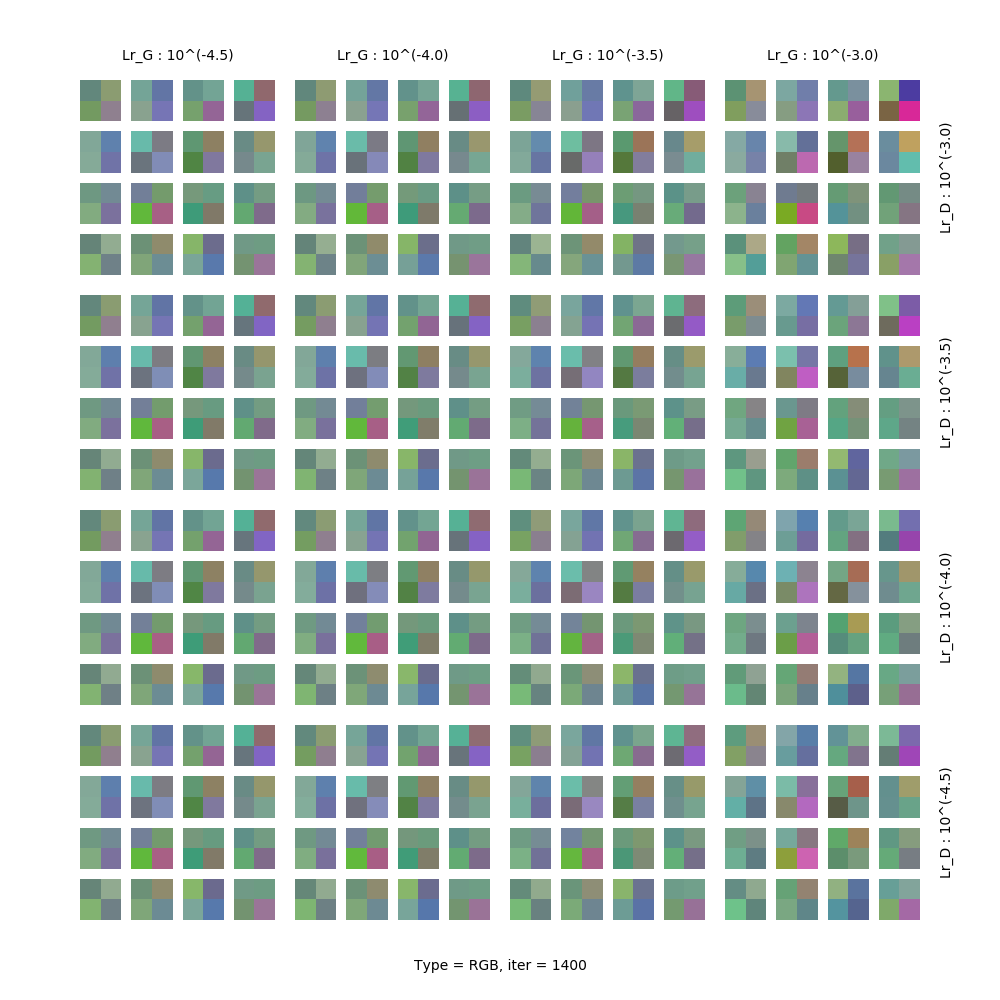 Lr_G : 10^(-4.5)
Lr_G : 10^(-4.0)
Lr_G : 10^(-3.5)
Lr_G : 10^(-3.0)
Lr_D : 10^(-3.0)
Lr_D : 10^(-3.5)
Lr_D : 10^(-4.0)
Lr_D : 10^(-4.5)
Type = RGB, iter = 1400